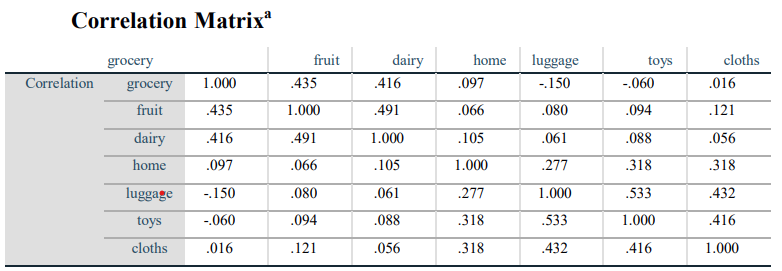 Correlation Matrixᵃ
grocery fruit dairy home luggage toys cloths
Correlation grocery 1.000 .435 .416 .097 -.150 -.060 .016
fruit .435 1.000 .491 .066 .080 .094 .121
dairy .416 .491 1.000 .105 .061 .088 .056
home .097 .066 .105 1.000 .277 .318 .318
luggage -.150 .080 .061 .277 1.000 .533 .432
toys -.060 .094 .088 .318 .533 1.000 .416
cloths .016 .121 .056 .318 .432 .416 1.000